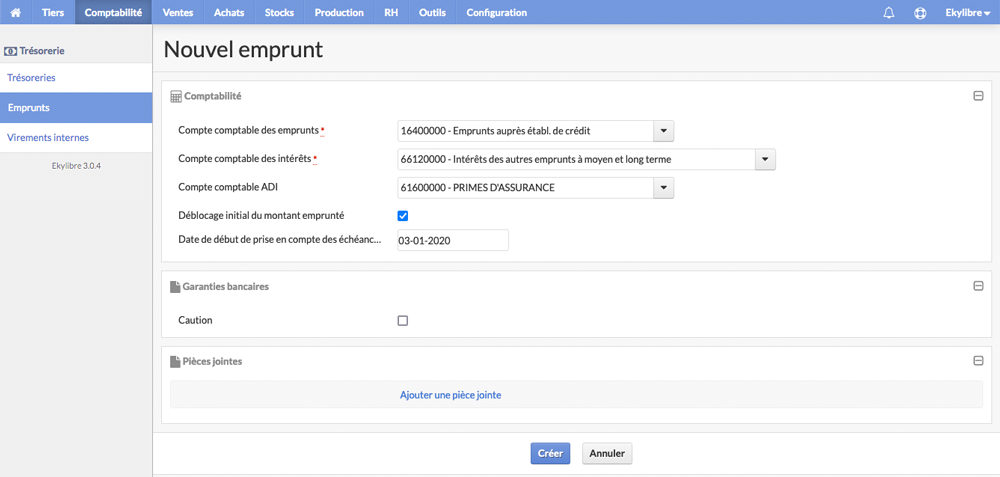 Tiers Comptabilité Ventes Achats Stocks Production RH Outils Configuration Ekylibre
Trésorerie
Trésoreries
Emprunts
Virements internes
Ekylibre 3.0.4
Nouvel emprunt
Comptabilité
Compte comptable des emprunts * 16400000 - Emprunts auprès établ. de crédit
Compte comptable des intérêts * 66120000 - Intérêts des autres emprunts à moyen et long terme
Compte comptable ADI 61600000 - PRIMES D'ASSURANCE
Déblocage initial du montant emprunté
Date de début de prise en compte des échéanc... 03-01-2020
Garanties bancaires
Caution
Pièces jointes
Ajouter une pièce jointe
Créer Annuler